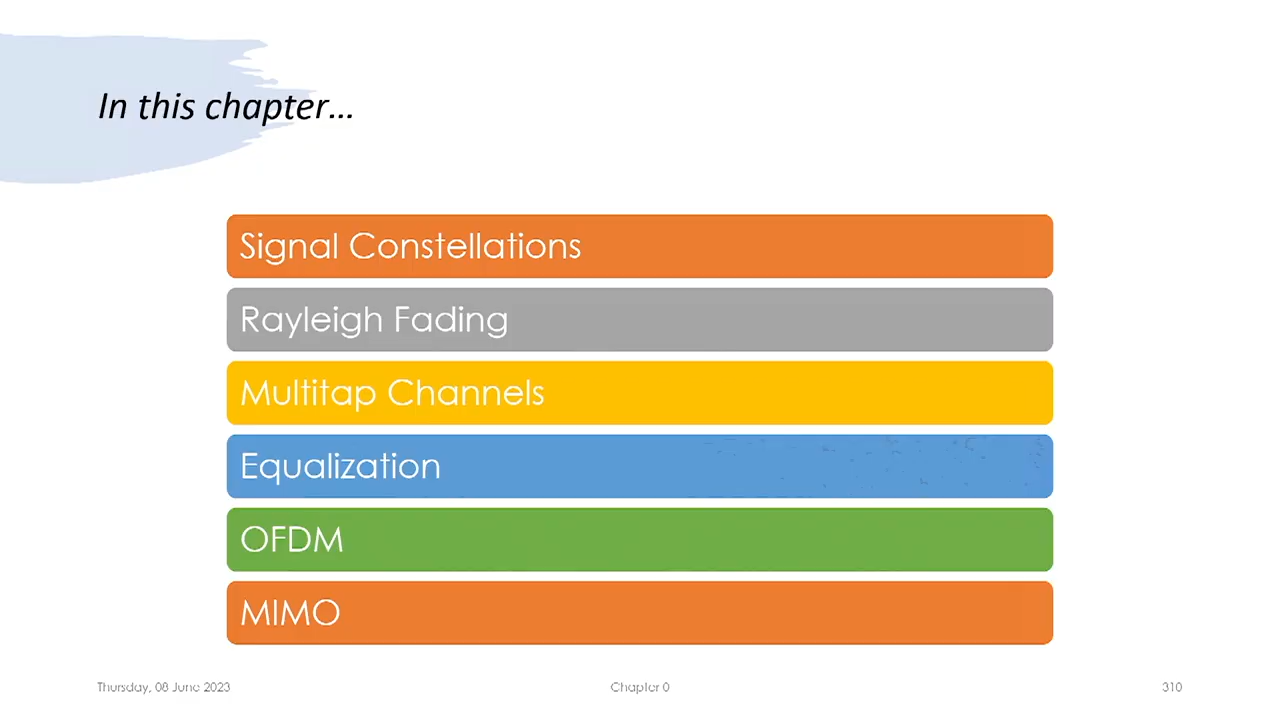 In this chapter…
Signal Constellations
Rayleigh Fading
Multitap Channels
Equalization
OFDM
MIMO
Thursday, 08 June 2023
Chapter 0
310